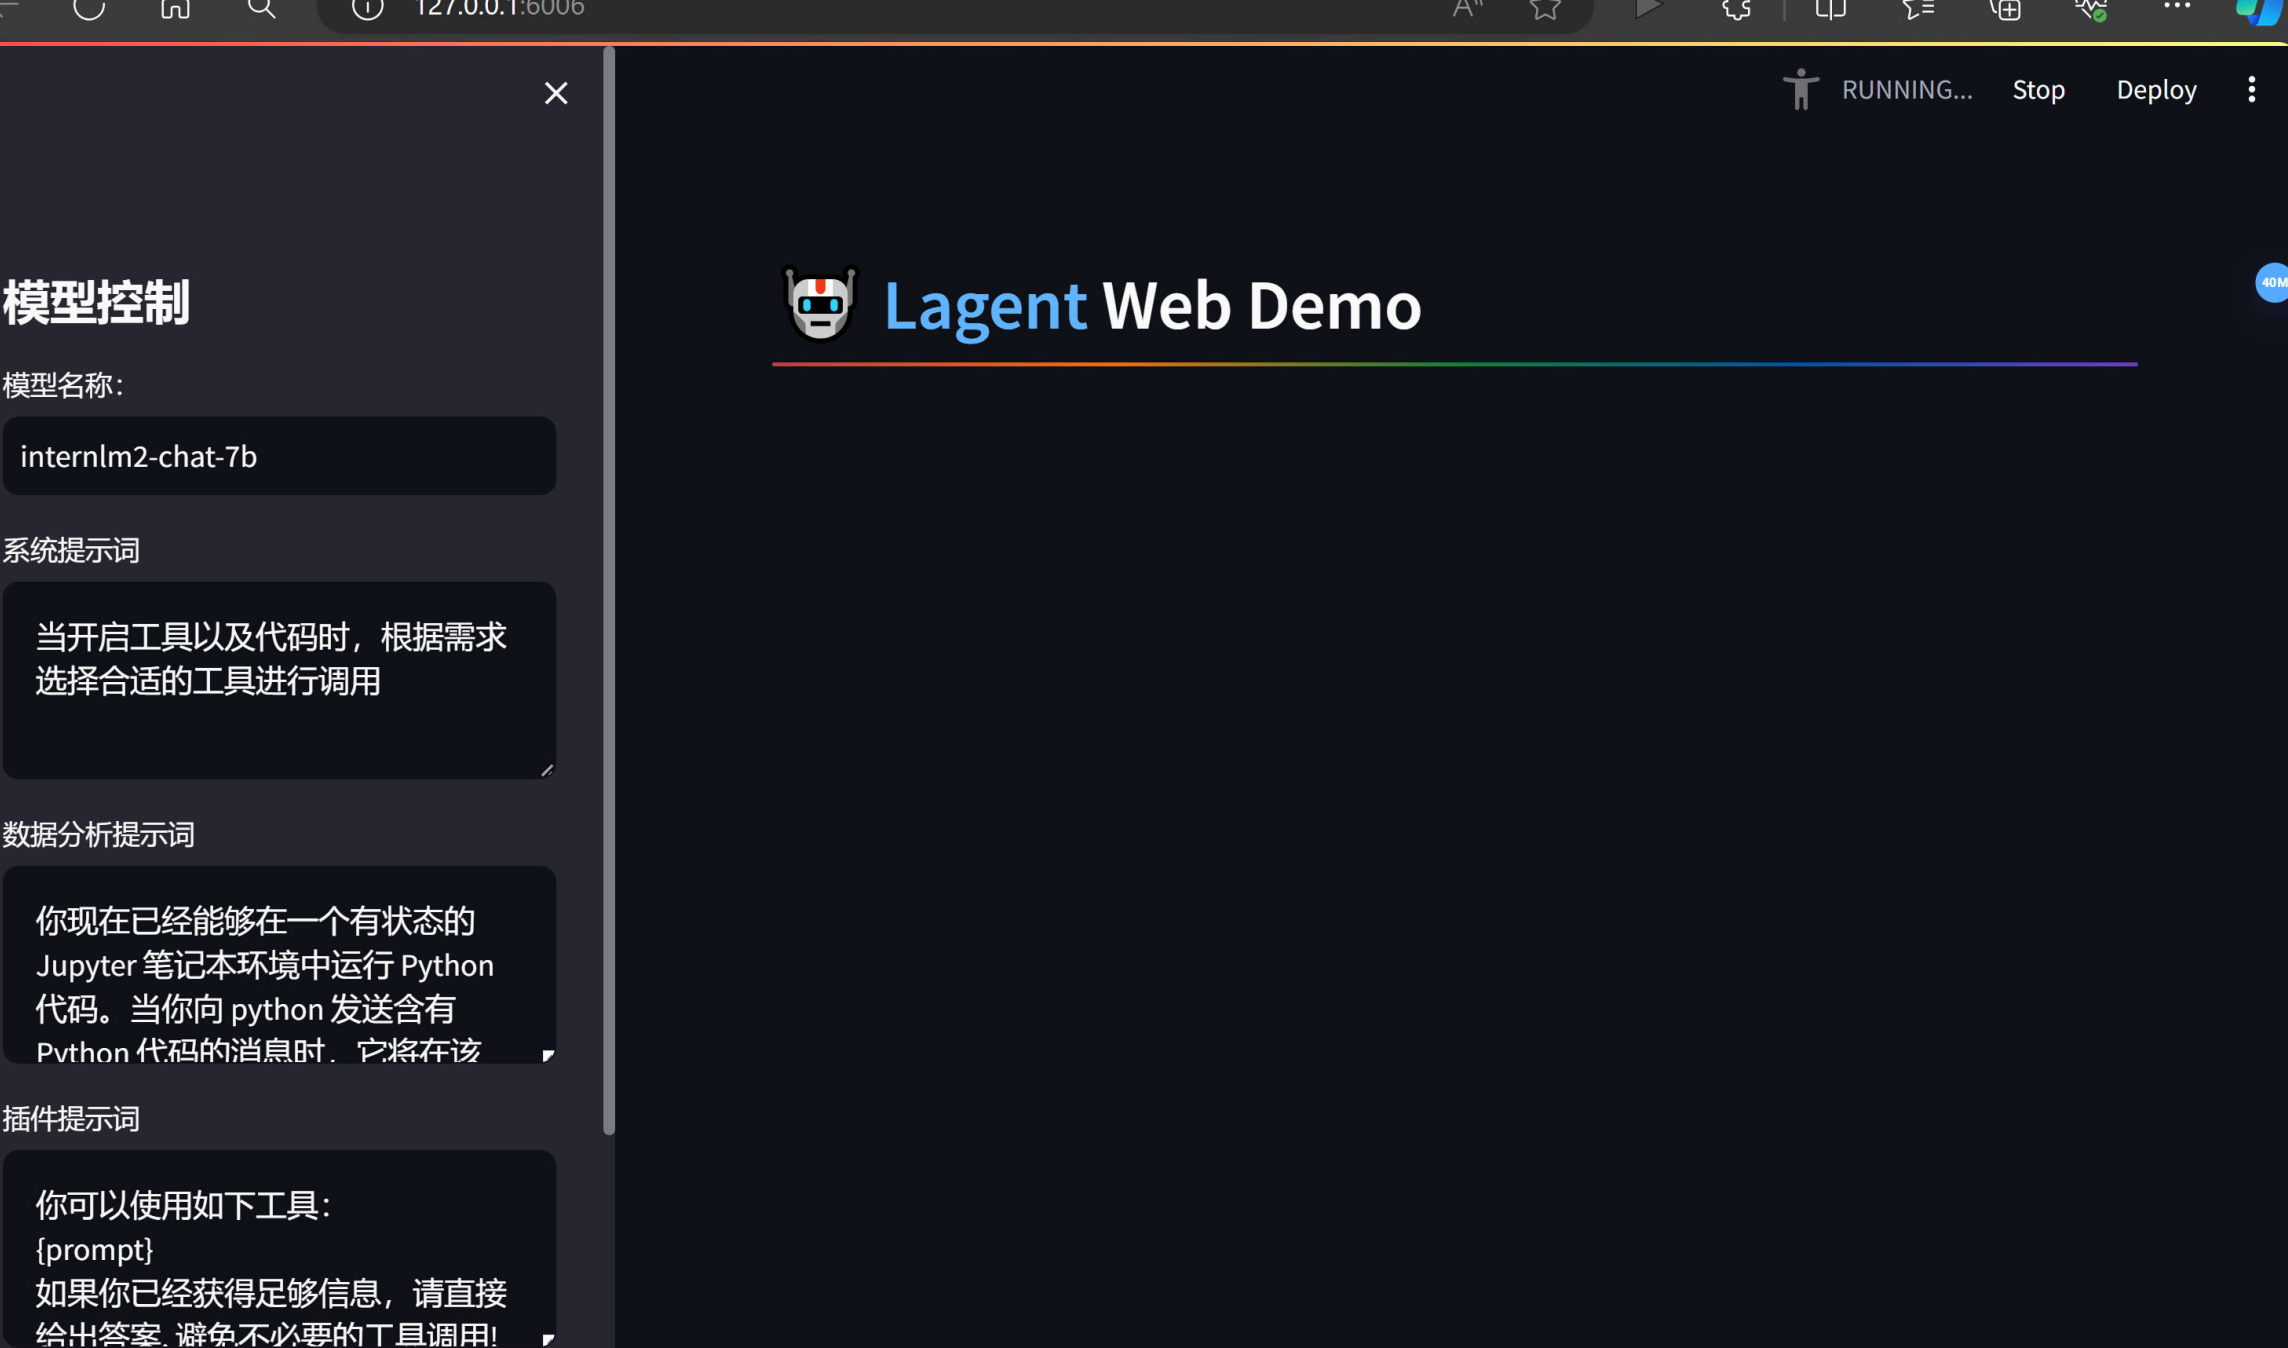 127.0.0.1:6006
RUNNING...
Stop
Deploy
模型控制
模型名称：
internlm2-chat-7b
系统提示词
当开启工具以及代码时，根据需求
选择合适的工具进行调用
数据分析提示词
你现在已经能够在一个有状态的
Jupyter 笔记本环境中运行 Python
代码。当你向 python 发送含有
Python 代码的消息时，它将在该
插件提示词
你可以使用如下工具：
{prompt}
如果你已经获得足够信息，请直接
给出答案. 避免不必要的工具调用!
Lagent Web Demo
40M